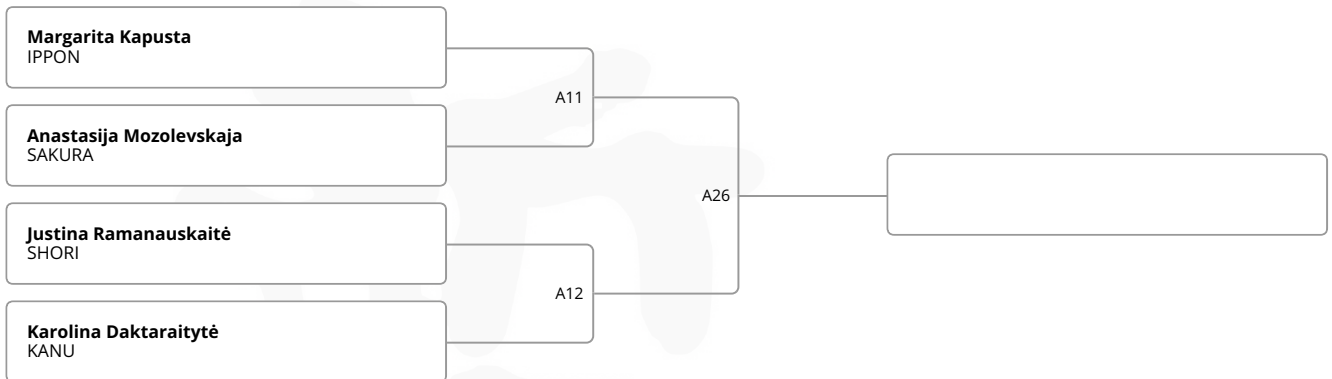 Margarita Kapusta
IPPON
A11
Anastasija Mozolevskaja
SAKURA
A26
Justina Ramanauskaitė
SHORI
A12
Karolina Daktaraitytė
KANU